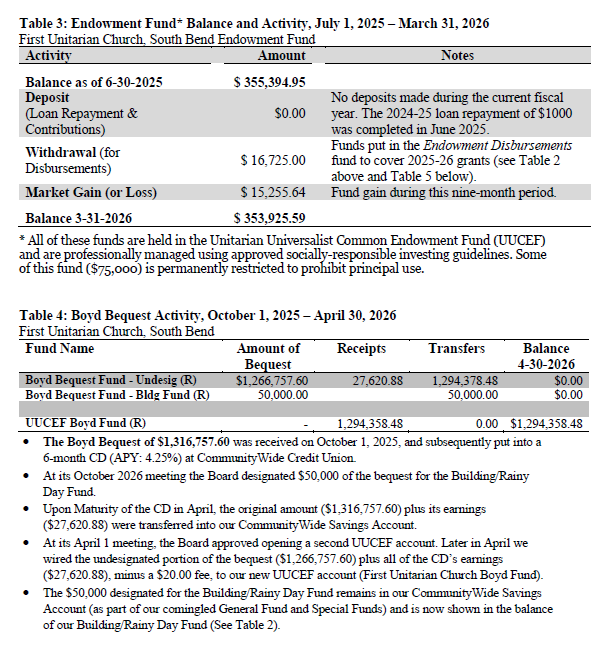 Table 3: Endowment Fund* Balance and Activity, July 1, 2025 – March 31, 2026
First Unitarian Church, South Bend Endowment Fund
Activity Amount Notes
Balance as of 6-30-2025 $ 355,394.95
Deposit
(Loan Repayment &
Contributions)
$0.00
No deposits made during the current fiscal
year. The 2024-25 loan repayment of $1000
was completed in June 2025.
Withdrawal (for
Disbursements)
$ 16,725.00
Funds put in the Endowment Disbursements
fund to cover 2025-26 grants (see Table 2
above and Table 5 below).
Market Gain (or Loss) $ 15,255.64 Fund gain during this nine-month period.
Balance 3-31-2026 $ 353,925.59
* All of these funds are held in the Unitarian Universalist Common Endowment Fund (UUCEF)
and are professionally managed using approved socially-responsible investing guidelines. Some
of this fund ($75,000) is permanently restricted to prohibit principal use.
Table 4: Boyd Bequest Activity, October 1, 2025 – April 30, 2026
First Unitarian Church, South Bend
Fund Name Amount of Receipts Transfers Balance
Bequest 4-30-2026
Boyd Bequest Fund - Undesig (R) $1,266,757.60 27,620.88 1,294,378.48 $0.00
Boyd Bequest Fund - Bldg Fund (R) 50,000.00 50,000.00 $0.00
UUCEF Boyd Fund (R) - 1,294,358.48 0.00 $1,294,358.48
• The Boyd Bequest of $1,316,757.60 was received on October 1, 2025, and subsequently put into a
6-month CD (APY: 4.25%) at CommunityWide Credit Union.
• At its October 2026 meeting the Board designated $50,000 of the bequest for the Building/Rainy
Day Fund.
• Upon Maturity of the CD in April, the original amount ($1,316,757.60) plus its earnings
($27,620.88) were transferred into our CommunityWide Savings Account.
• At its April 1 meeting, the Board approved opening a second UUCEF account. Later in April we
wired the undesignated portion of the bequest ($1,266,757.60) plus all of the CD's earnings
($27,620.88), minus a $20.00 fee, to our new UUCEF account (First Unitarian Church Boyd Fund).
• The $50,000 designated for the Building/Rainy Day Fund remains in our CommunityWide Savings
Account (as part of our comingled General Fund and Special Funds) and is now shown in the balance
of our Building/Rainy Day Fund (See Table 2).